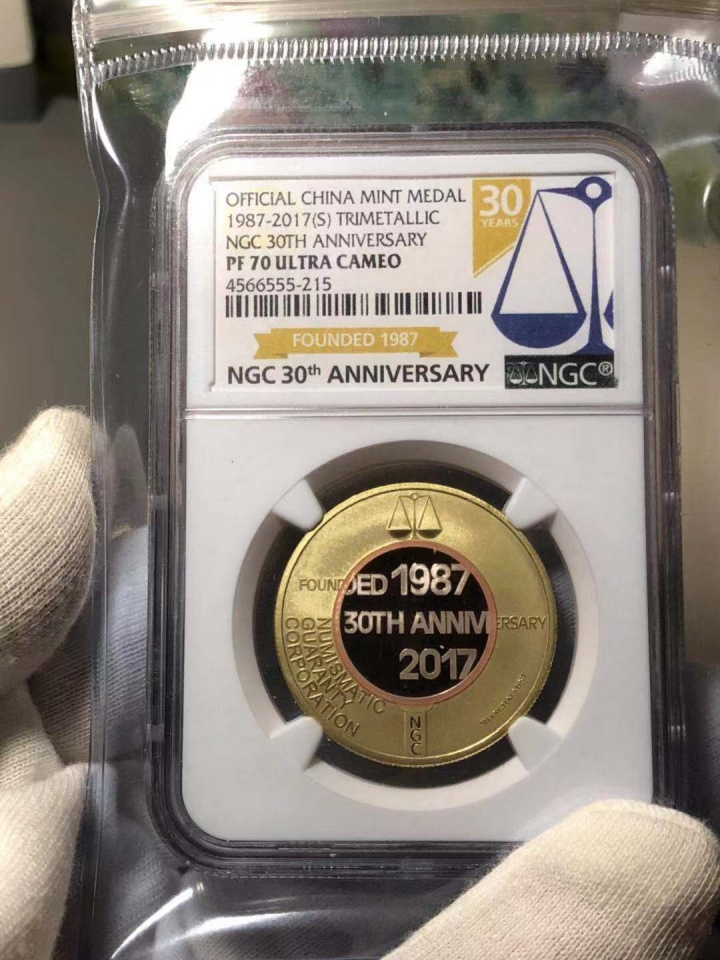 OFFICIAL CHINA MINT MEDAL
1987-2017(S) TRIMETALLIC
NGC 30TH ANNIVERSARY
PF 70 ULTRA CAMEO
4566555-215
30
YEARS
FOUNDED 1987
NGC 30th ANNIVERSARY
NGC®
FOUNDED 1987
30TH ANNIVERSARY
2017
NUMISMATIC
GUARANTY
CORPORATION
NGC